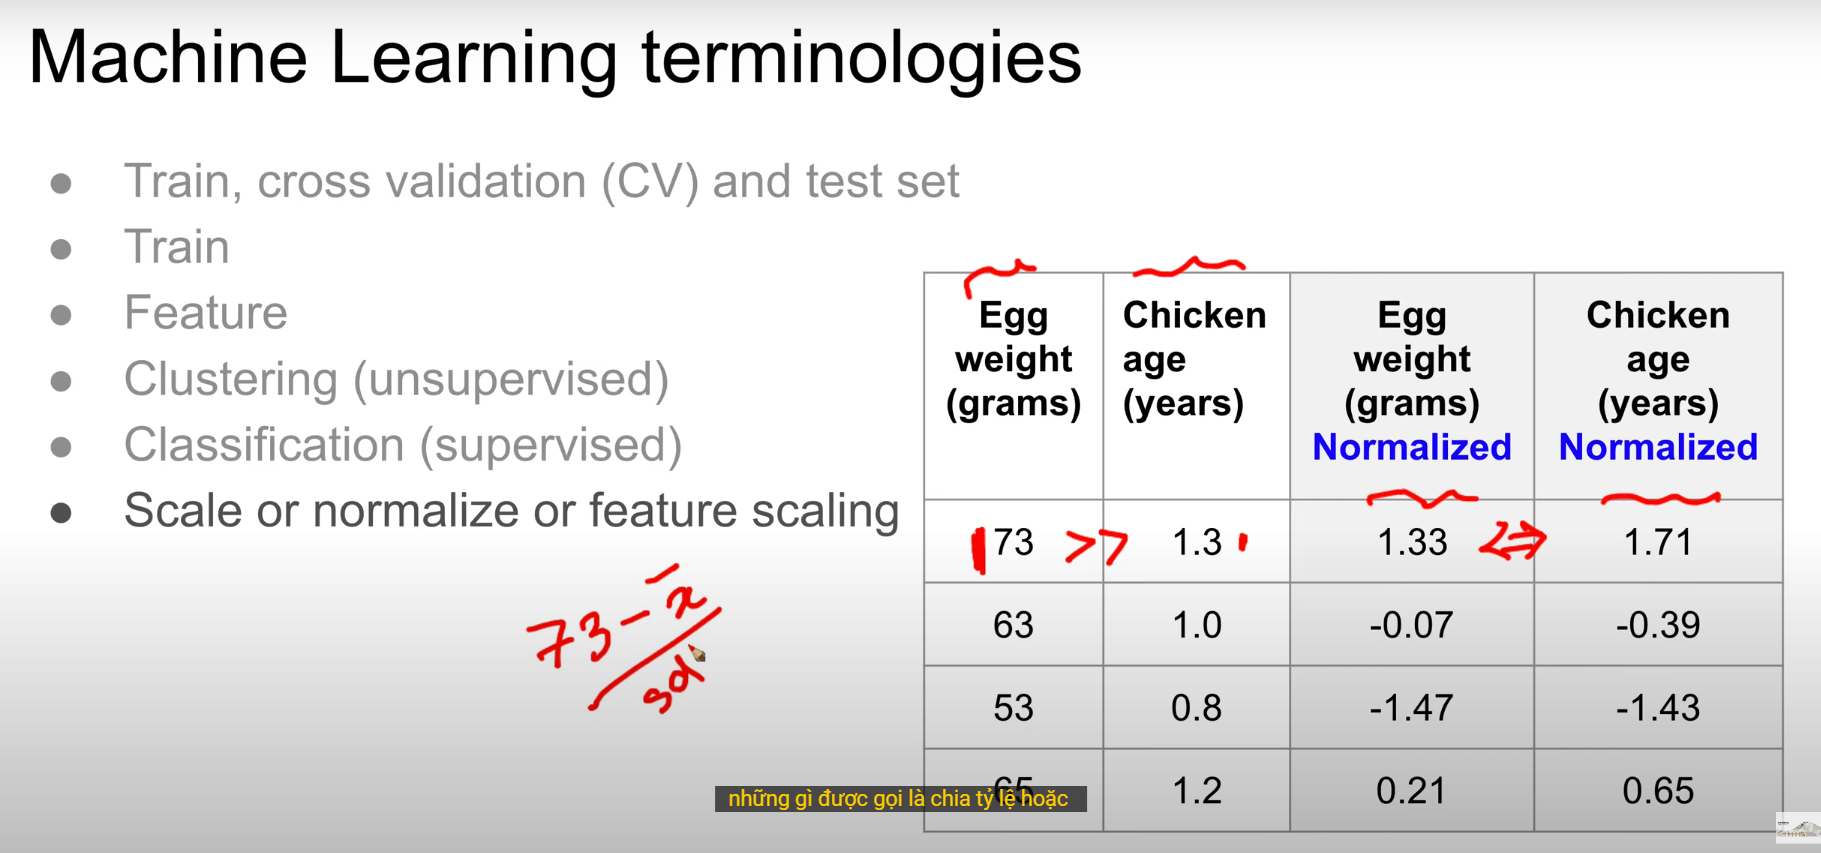 Machine Learning terminologies
● Train, cross validation (CV) and test set
● Train
● Feature
● Clustering (unsupervised)
● Classification (supervised)
● Scale or normalize or feature scaling
73 - x̄
sd
Egg weight (grams) Chicken age (years) Egg weight (grams) Normalized Chicken age (years) Normalized
73 >> 1.3 1.33 <=> 1.71
63 1.0 -0.07 -0.39
53 0.8 -1.47 -1.43
65 1.2 0.21 0.65
những gì được gọi là chia tỷ lệ hoặc